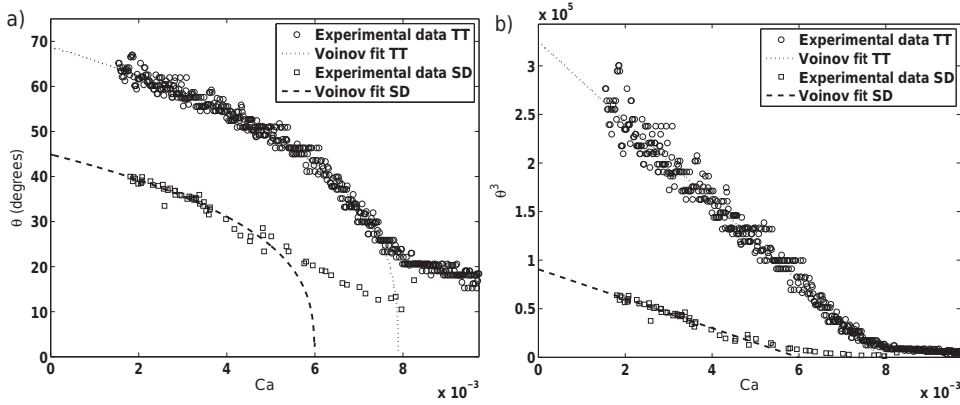 a)
θ (degrees)
70
60
50
40
30
20
10
0
Experimental data TT
Voinov fit TT
Experimental data SD
Voinov fit SD
0
2
4
6
8
Ca
x 10⁻³
b)
x 10⁵
θ³
3
2.5
2
1.5
1
0.5
0
Experimental data TT
Voinov fit TT
Experimental data SD
Voinov fit SD
0
2
4
6
8
Ca
x 10⁻³